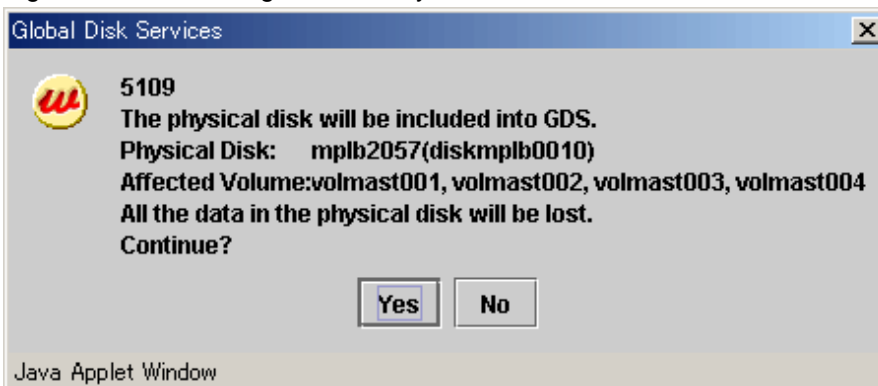 Global Disk Services
5109
The physical disk will be included into GDS.
Physical Disk: mplb2057(diskmplb0010)
Affected Volume:volmast001, volmast002, volmast003, volmast004
All the data in the physical disk will be lost.
Continue?
Yes No
Java Applet Window